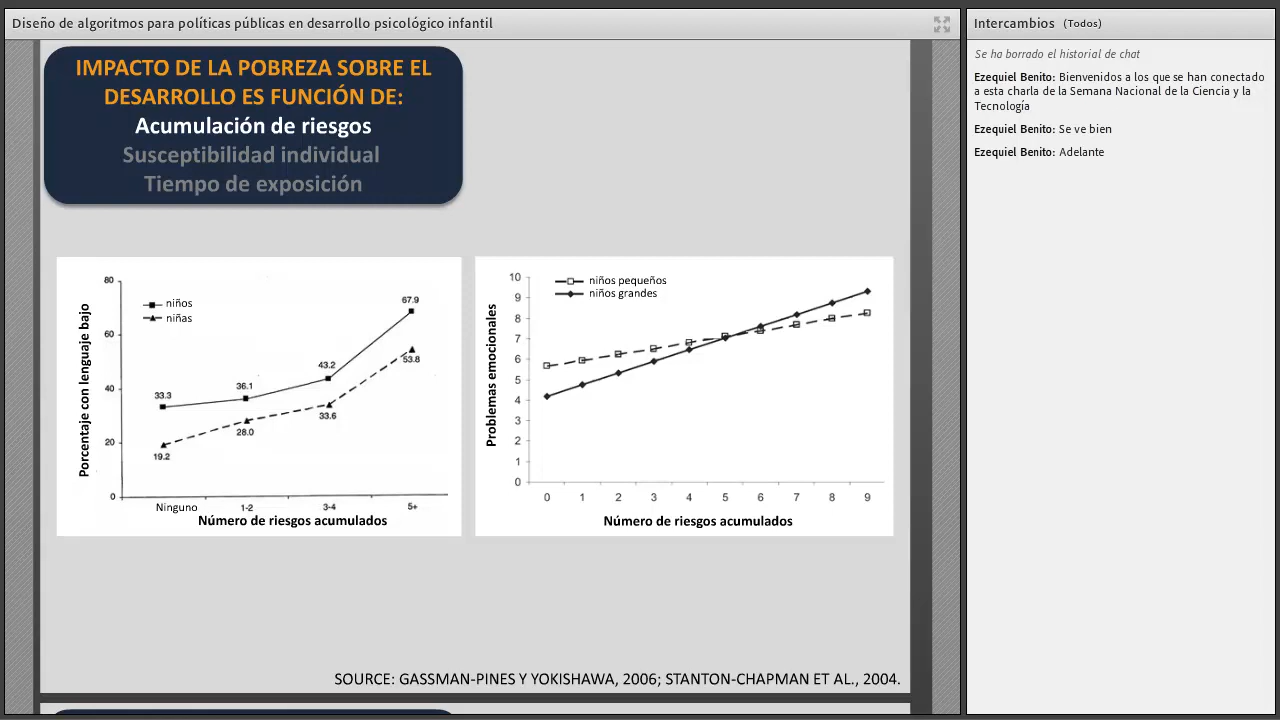 Diseño de algoritmos para políticas públicas en desarrollo psicológico infantil
IMPACTO DE LA POBREZA SOBRE EL
DESARROLLO ES FUNCIÓN DE:
Acumulación de riesgos
Susceptibilidad individual
Tiempo de exposición
Porcentaje con lenguaje bajo
80
60
40
20
0
niños
niñas
67.9
53.8
43.2
33.6
36.1
28.0
33.3
19.2
Ninguno
1-2
3-4
5+
Número de riesgos acumulados
Problemas emocionales
10
9
8
7
6
5
4
3
2
1
0
niños pequeños
niños grandes
0 1 2 3 4 5 6 7 8 9
Número de riesgos acumulados
SOURCE: GASSMAN-PINES Y YOKISHAWA, 2006; STANTON-CHAPMAN ET AL., 2004.
Intercambios (Todos)
Se ha borrado el historial de chat
Ezequiel Benito: Bienvenidos a los que se han conectado
a esta charla de la Semana Nacional de la Ciencia y la
Tecnología
Ezequiel Benito: Se ve bien
Ezequiel Benito: Adelante